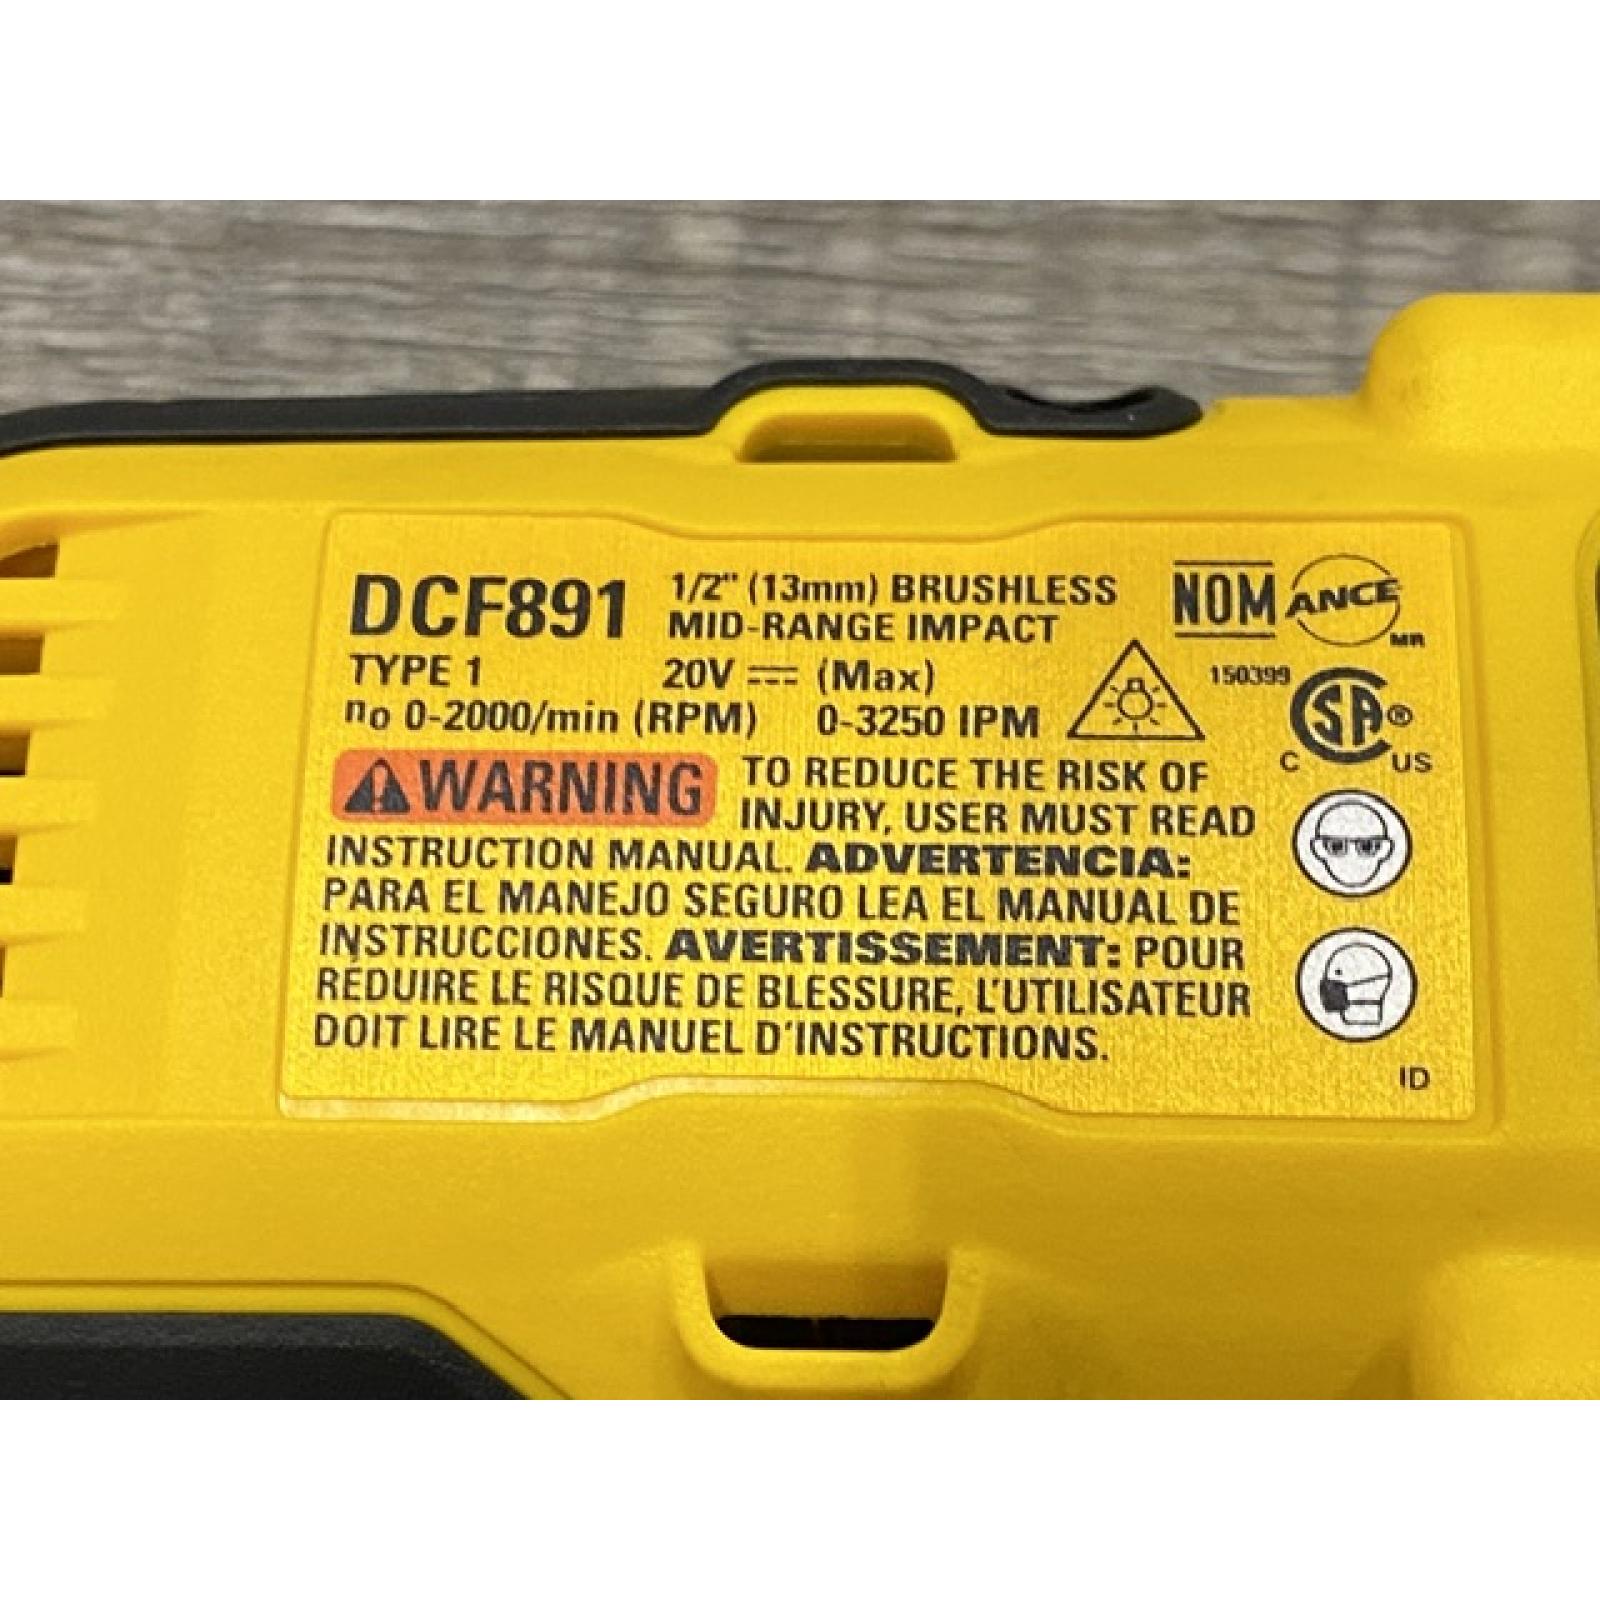 DCF891 1/2" (13mm) BRUSHLESS
MID-RANGE IMPACT
NOM ANCE MR
TYPE 1 20V ⎓ (Max)
no 0-2000/min (RPM) 0-3250 IPM
150399
CSA®
C US
WARNING TO REDUCE THE RISK OF
INJURY, USER MUST READ
INSTRUCTION MANUAL. ADVERTENCIA:
PARA EL MANEJO SEGURO LEA EL MANUAL DE
INSTRUCCIONES. AVERTISSEMENT: POUR
RÉDUIRE LE RISQUE DE BLESSURE, L'UTILISATEUR
DOIT LIRE LE MANUEL D'INSTRUCTIONS.
ID